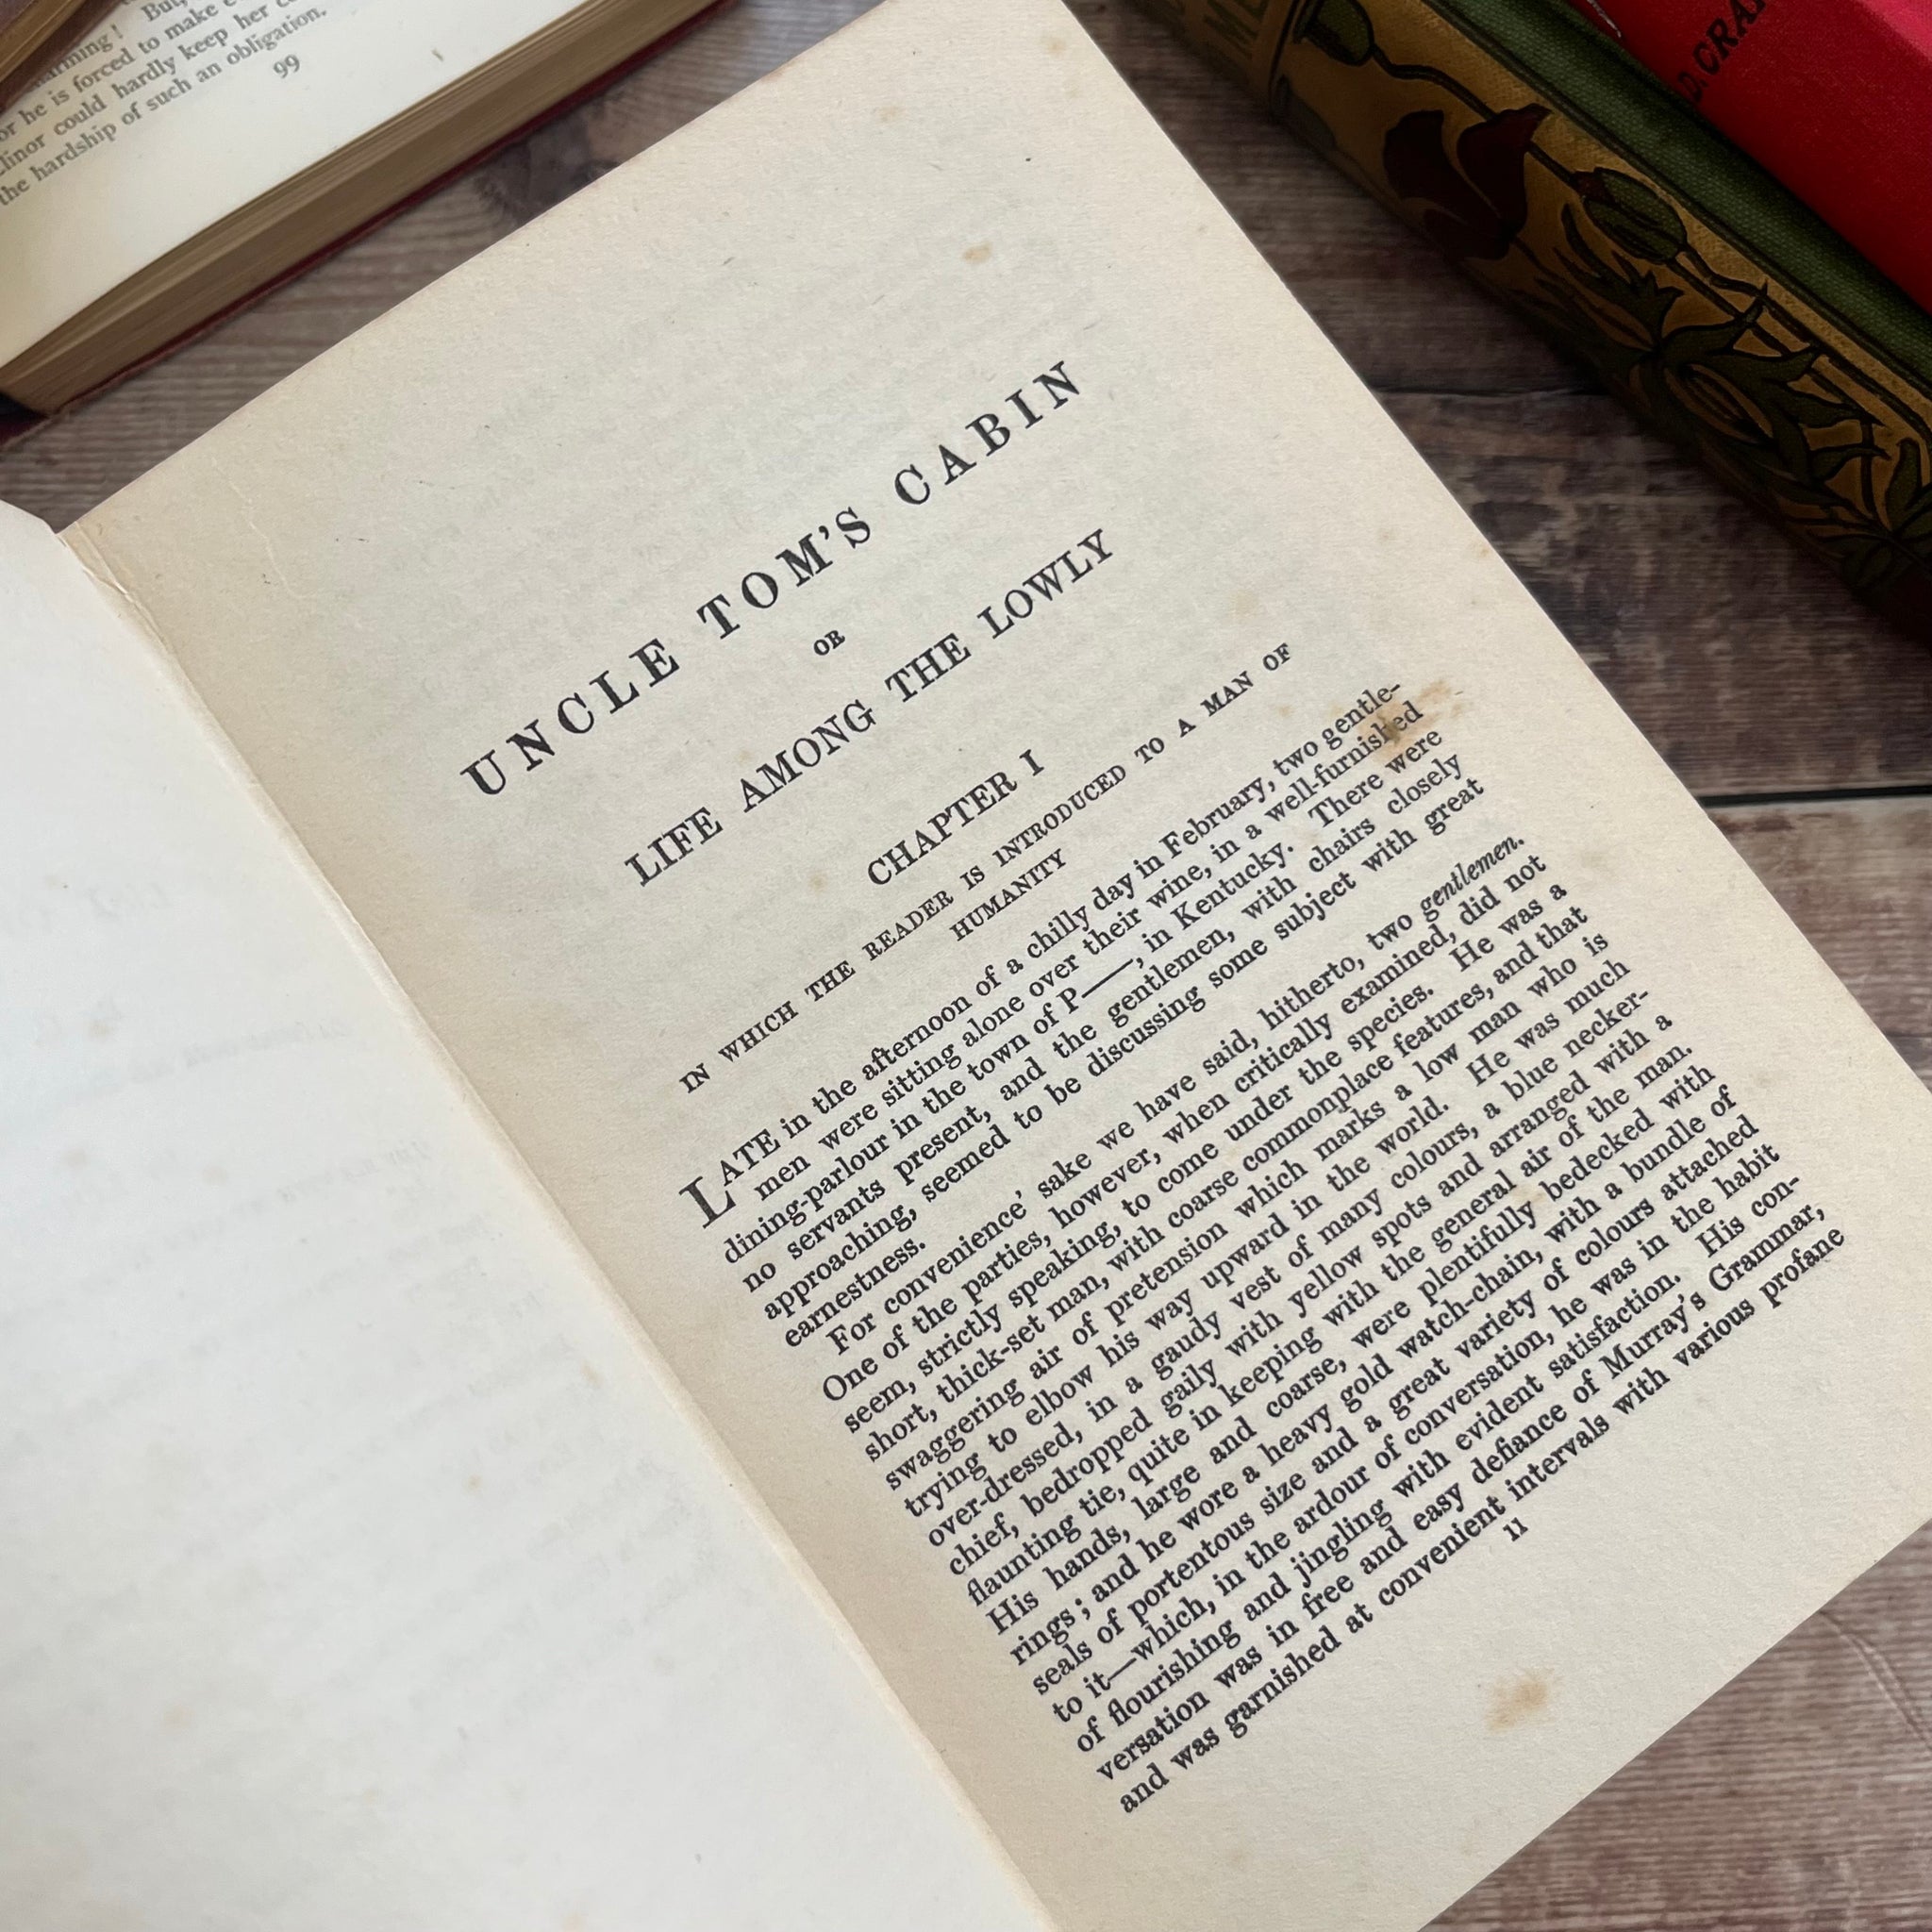 But,
arming!
he is forced to make
could hardly keep her
the hardship of such an obligation.
99
UNCLE TOM'S CABIN
OR
LIFE AMONG THE LOWLY
CHAPTER I
IN WHICH THE READER IS INTRODUCED TO A MAN OF
HUMANITY
LATE in the afternoon of a chilly day in February, two gentle-
men were sitting alone over their wine, in a well-furnished
dining-parlour in the town of P——, in Kentucky. There were
no servants present, and the gentlemen, with chairs closely
approaching, seemed to be discussing some subject with great
earnestness.
For convenience' sake we have said, hitherto, two gentlemen.
One of the parties, however, when critically examined, did not
seem, strictly speaking, to come under the species. He was a
short, thick-set man, with coarse commonplace features, and that
swaggering air of pretension which marks a low man who is
trying to elbow his way upward in the world. He was much
over-dressed, in a gaudy vest of many colours, a blue necker-
chief, bedropped gaily with yellow spots and arranged with a
flaunting tie, quite in keeping with the general air of the man.
His hands, large and coarse, were plentifully bedecked with
rings; and he wore a heavy gold watch-chain, with a bundle of
seals of portentous size and a great variety of colours attached
to it—which, in the ardour of conversation, he was in the habit
of flourishing and jingling with evident satisfaction. His con-
versation was in free and easy defiance of Murray's Grammar,
and was garnished at convenient intervals with various profane
11